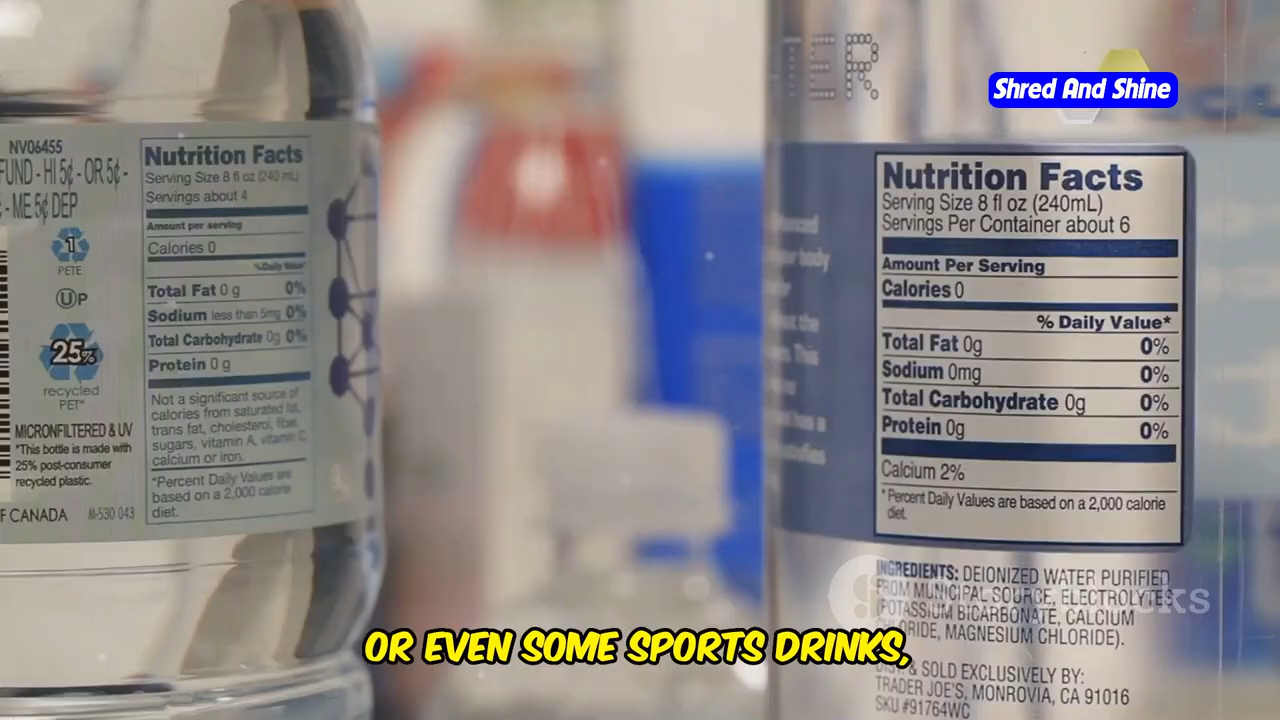 NV06455
FUND - HI 5¢ - OR 5¢ -
- ME 5¢ DEP
1
PETE
UP
25%
recycled
PET*
MICRONFILTERED & UV
*This bottle is made with
25% post-consumer
recycled plastic.
F CANADA M-530 043
Nutrition Facts
Serving Size 8 fl oz (240 mL)
Servings about 4
Amount per serving
Calories 0
%Daily Value*
Total Fat 0 g 0%
Sodium less than 5mg 0%
Total Carbohydrate 0g 0%
Protein 0 g
Not a significant source of
calories from saturated fat,
trans fat, cholesterol, fiber,
sugars, vitamin A, vitamin C,
calcium or iron.
*Percent Daily Values are
based on a 2,000 calorie
diet.
TER
Shred And Shine
Nutrition Facts
Serving Size 8 fl oz (240mL)
Servings Per Container about 6
Amount Per Serving
Calories 0
% Daily Value*
Total Fat 0g 0%
Sodium 0mg 0%
Total Carbohydrate 0g 0%
Protein 0g 0%
Calcium 2%
*Percent Daily Values are based on a 2,000 calorie
diet.
INGREDIENTS: DEIONIZED WATER PURIFIED
FROM MUNICIPAL SOURCE, ELECTROLYTES
(POTASSIUM BICARBONATE, CALCIUM
CHLORIDE, MAGNESIUM CHLORIDE).
DIST. & SOLD EXCLUSIVELY BY:
TRADER JOE'S, MONROVIA, CA 91016
SKU #91764WC
OR EVEN SOME SPORTS DRINKS,